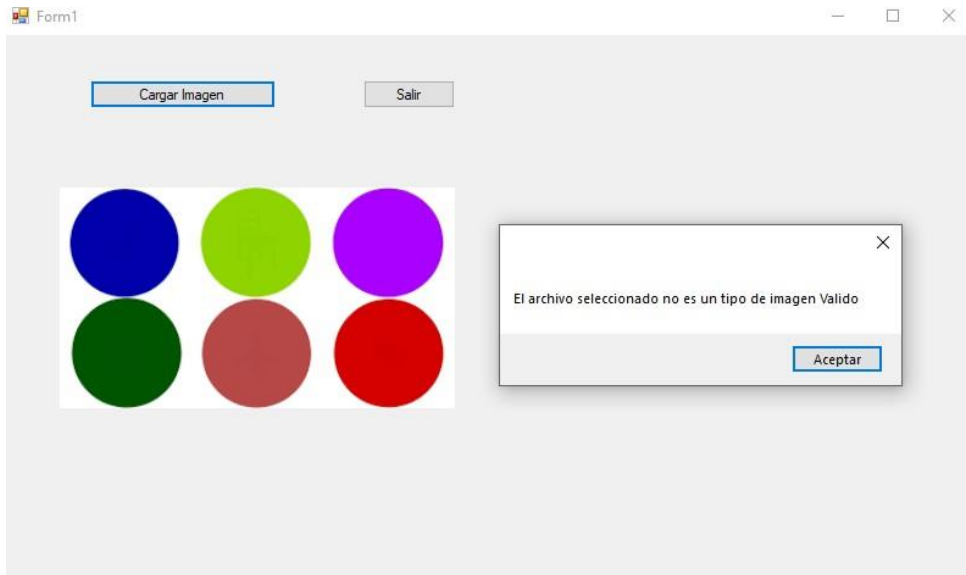 Form1
Cargar Imagen
Salir
El archivo seleccionado no es un tipo de imagen Valido
Aceptar